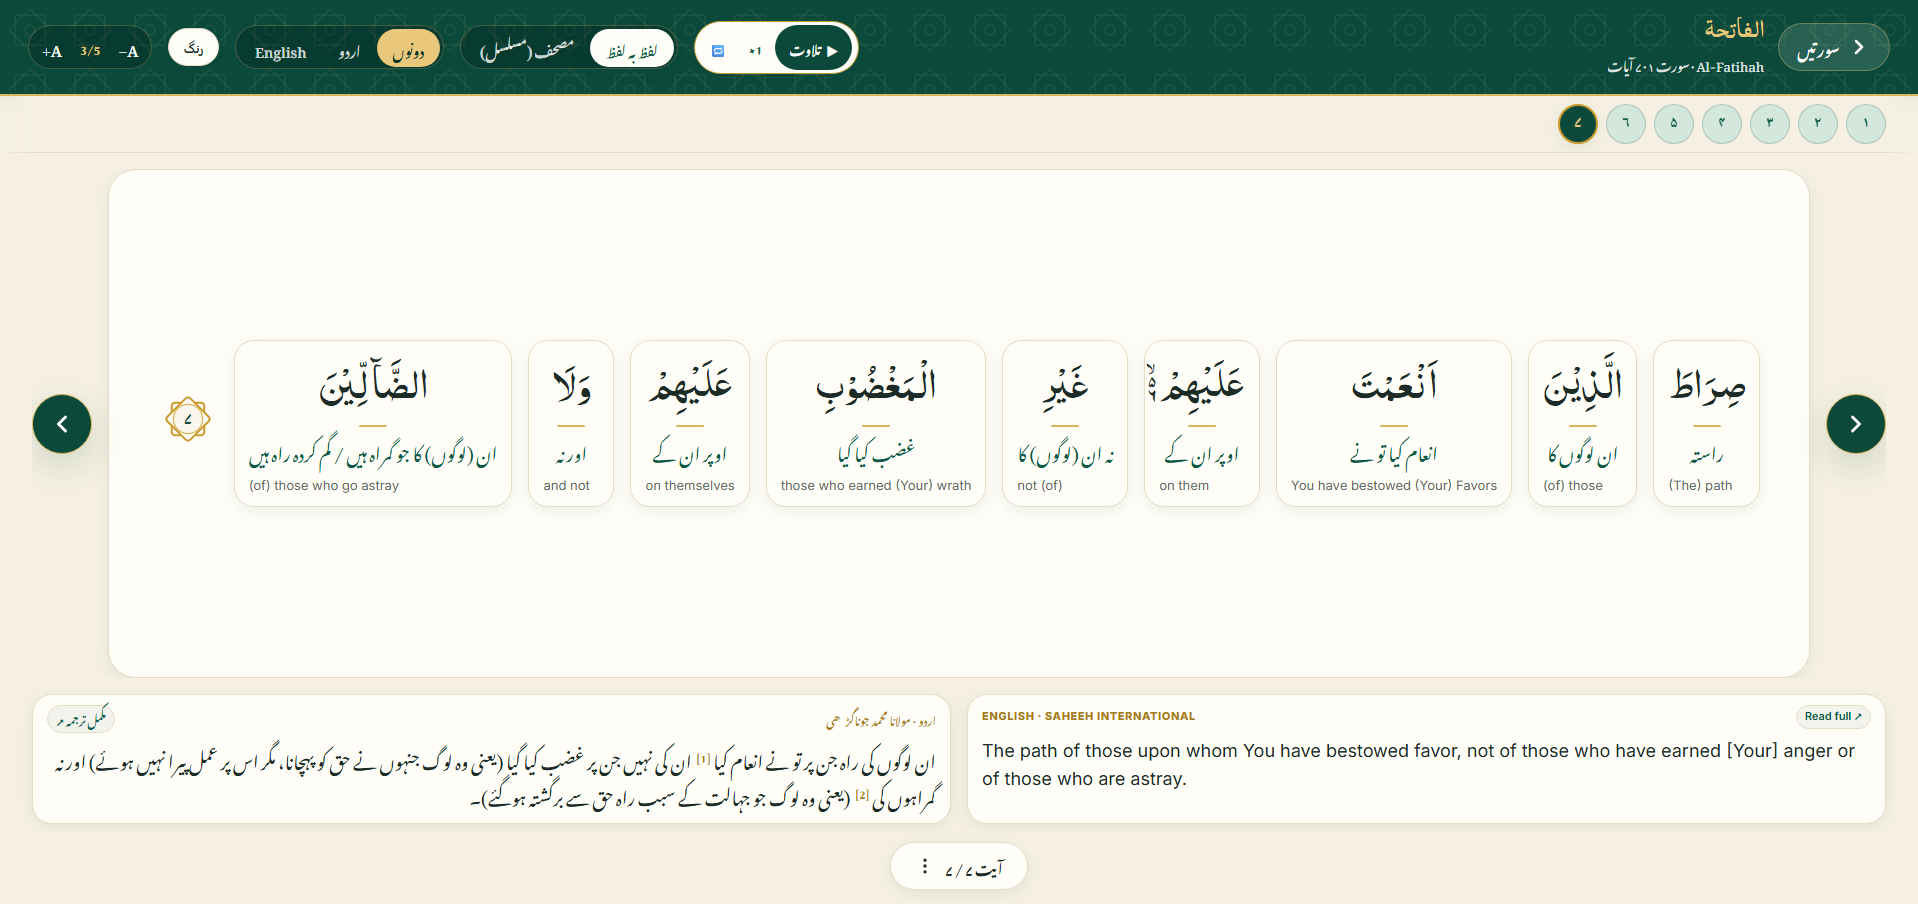 سورتیں
الفاتحة
Al-Fatihah · سورت ۱ · ۷ آیات
▶ تلاوت
لفظ بہ لفظ
مصحف (مسلسل)
دونوں
اردو
English
رنگ
A−
3/5
A+
۱
۲
۳
۴
۵
٦
۷
صِرَاطَ
راستہ
(The) path
الَّذِيْنَ
ان لوگوں کا
(of) those
اَنْعَمْتَ
انعام کیا تو نے
You have bestowed (Your) Favors
عَلَيْهِمْ
اوپر ان کے
on them
غَيْرِ
نہ ان (لوگوں) کا
not (of)
الْمَغْضُوْبِ
غضب کیا گیا
those who earned (Your) wrath
عَلَيْهِمْ
اوپر ان کے
on themselves
وَلَا
اور نہ
and not
الضَّآلِّيْنَ
ان (لوگوں) کا جو گمراہ ہیں / گم کردہ راہ ہیں
(of) those who go astray
۷
ENGLISH · SAHEEH INTERNATIONAL
Read full ↗
The path of those upon whom You have bestowed favor, not of those who have earned [Your] anger or
of those who are astray.
اردو · مولانا محمد جوناگڑھی
مکمل ترجمہ ↗
ان لوگوں کی راہ جن پر تو نے انعام کیا [1] ان کی نہیں جن پر غضب کیا گیا (یعنی وہ لوگ جنہوں نے حق کو پہچانا، مگر اس پر عمل پیرا نہیں ہوئے) اور نہ
گمراہوں کی [2] (یعنی وہ لوگ جو جہالت کے سبب راہ حق سے برگشتہ ہوگئے)۔
آیت ۷ / ۷